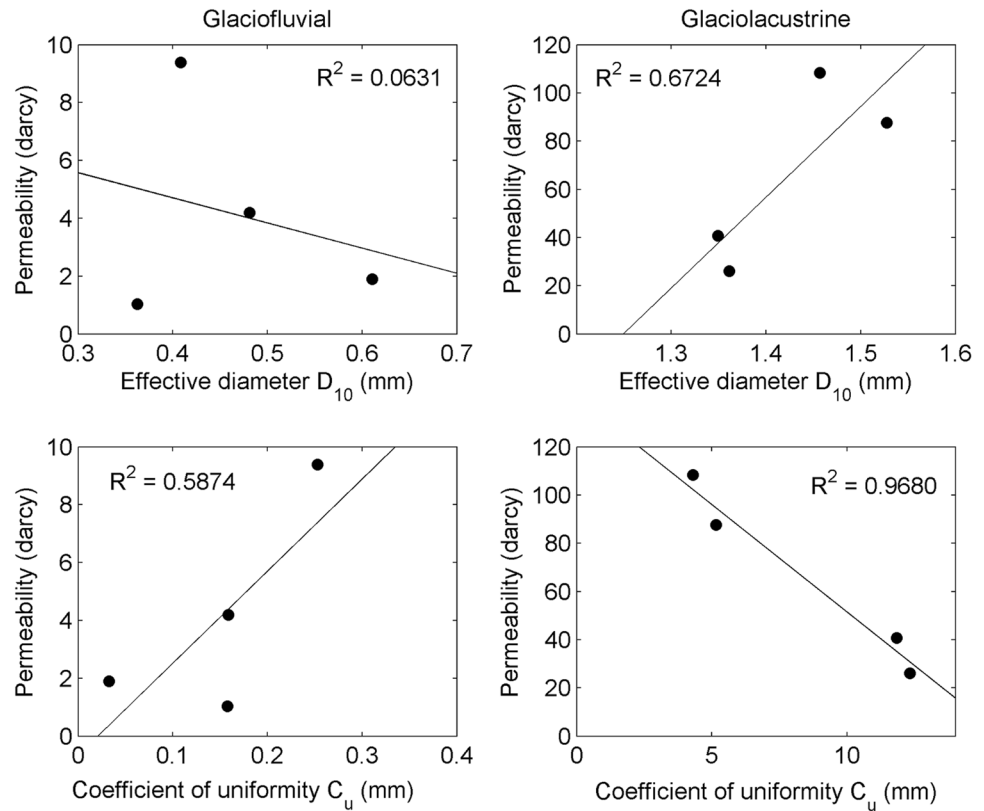 Glaciofluvial
Glaciolacustrine
10
8
6
4
2
0
Permeability (darcy)
R² = 0.0631
0.3 0.4 0.5 0.6 0.7
Effective diameter D₁₀ (mm)
120
100
80
60
40
20
0
Permeability (darcy)
R² = 0.6724
1.3 1.4 1.5 1.6
Effective diameter D₁₀ (mm)
10
8
6
4
2
0
Permeability (darcy)
R² = 0.5874
0 0.1 0.2 0.3 0.4
Coefficient of uniformity Cᵤ (mm)
120
100
80
60
40
20
0
Permeability (darcy)
R² = 0.9680
0 5 10
Coefficient of uniformity Cᵤ (mm)